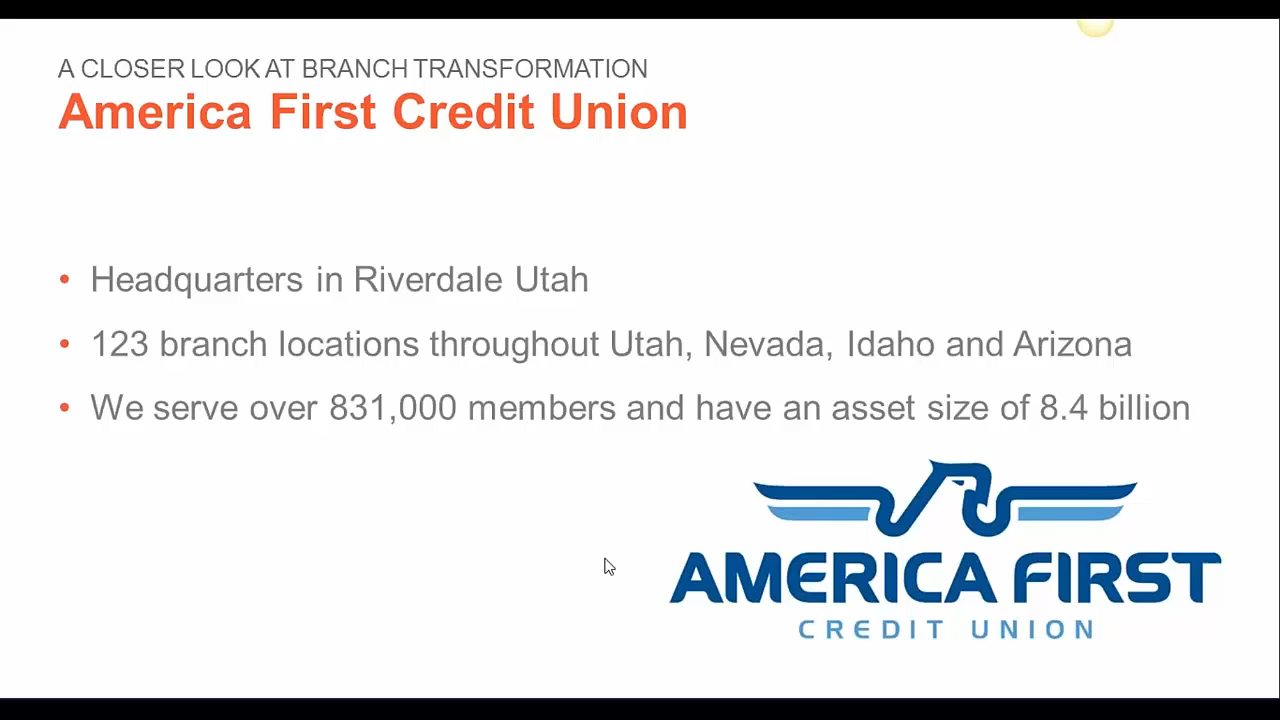 A CLOSER LOOK AT BRANCH TRANSFORMATION
America First Credit Union
• Headquarters in Riverdale Utah
• 123 branch locations throughout Utah, Nevada, Idaho and Arizona
• We serve over 831,000 members and have an asset size of 8.4 billion
AMERICA FIRST
CREDIT UNION